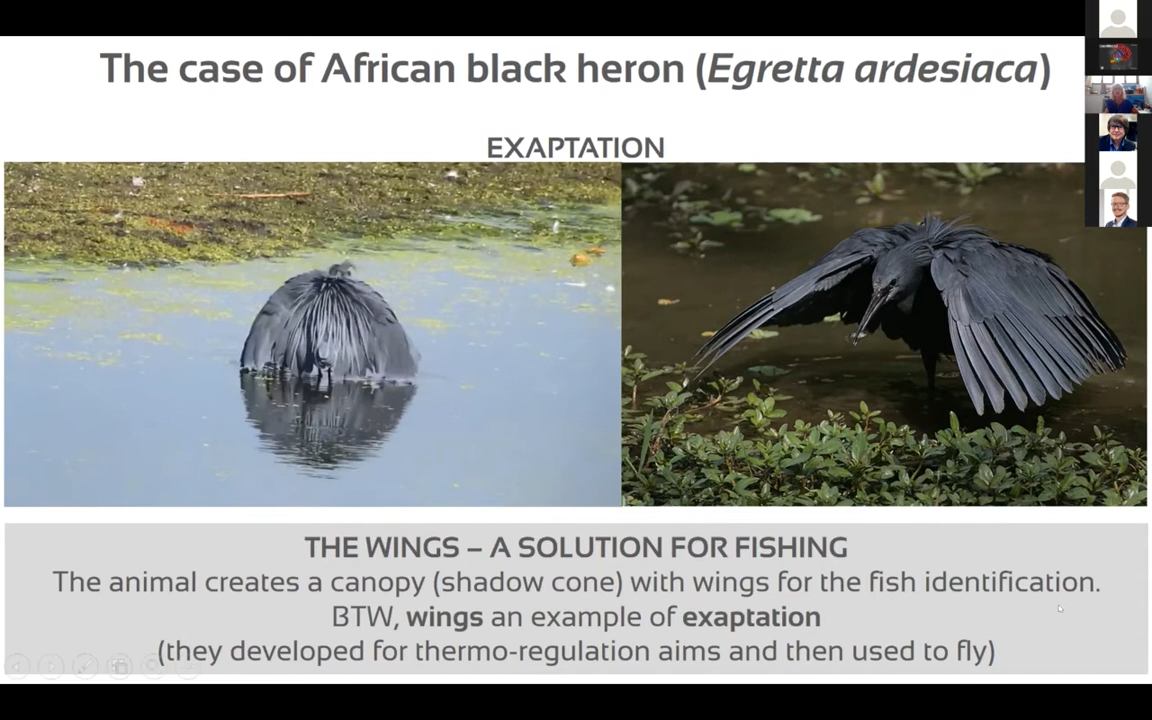 The case of African black heron (Egretta ardesiaca)
EXAPTATION
THE WINGS – A SOLUTION FOR FISHING
The animal creates a canopy (shadow cone) with wings for the fish identification.
BTW, wings an example of exaptation
(they developed for thermo-regulation aims and then used to fly)